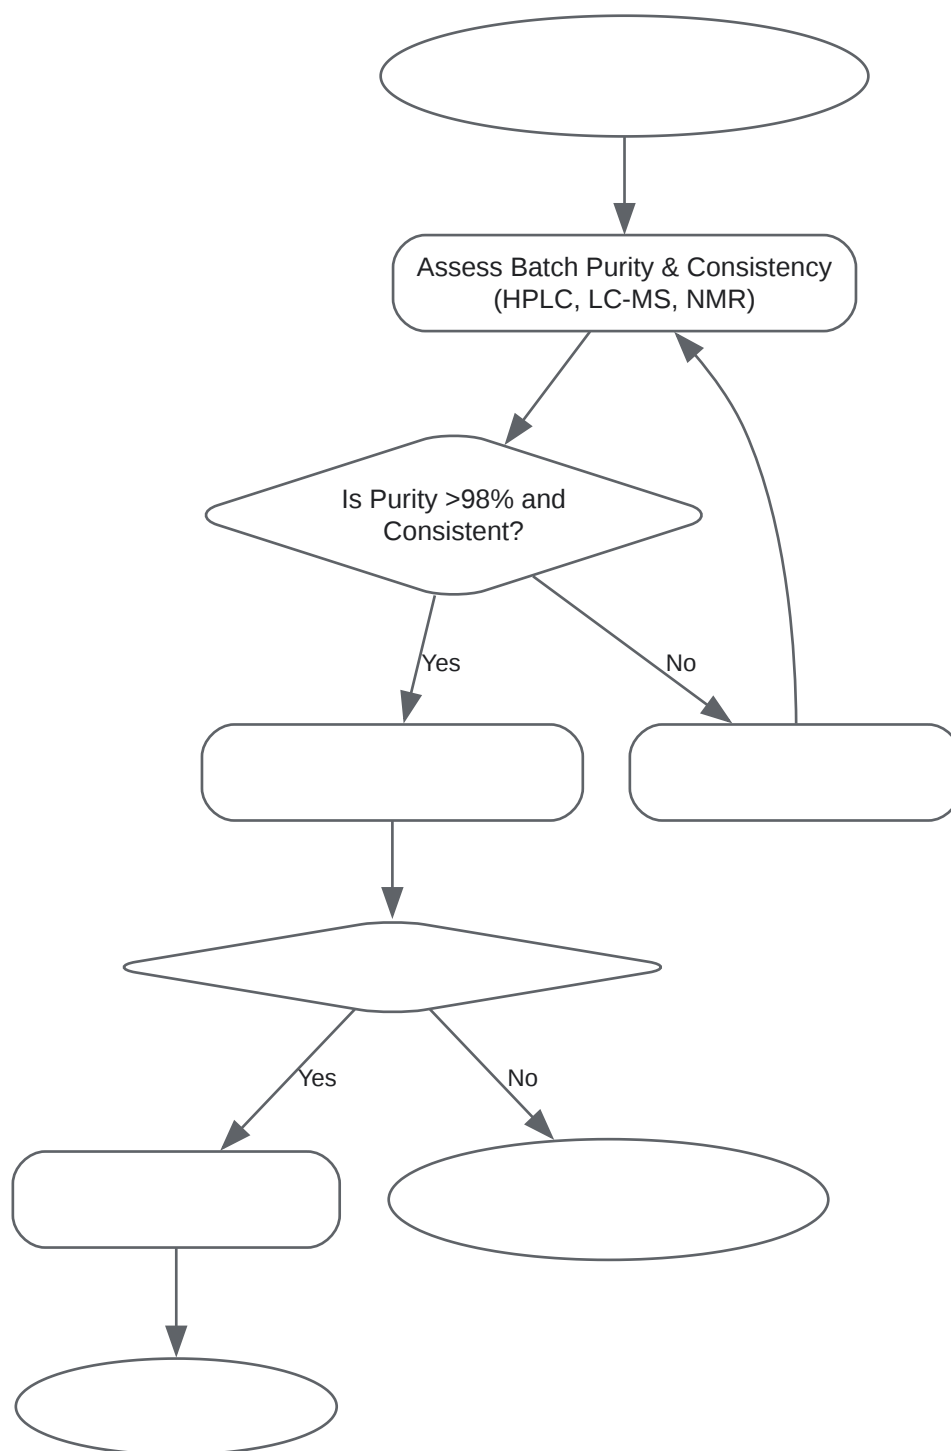 Assess Batch Purity & Consistency
(HPLC, LC-MS, NMR)
Is Purity >98% and
Consistent?
Yes
No
Yes
No